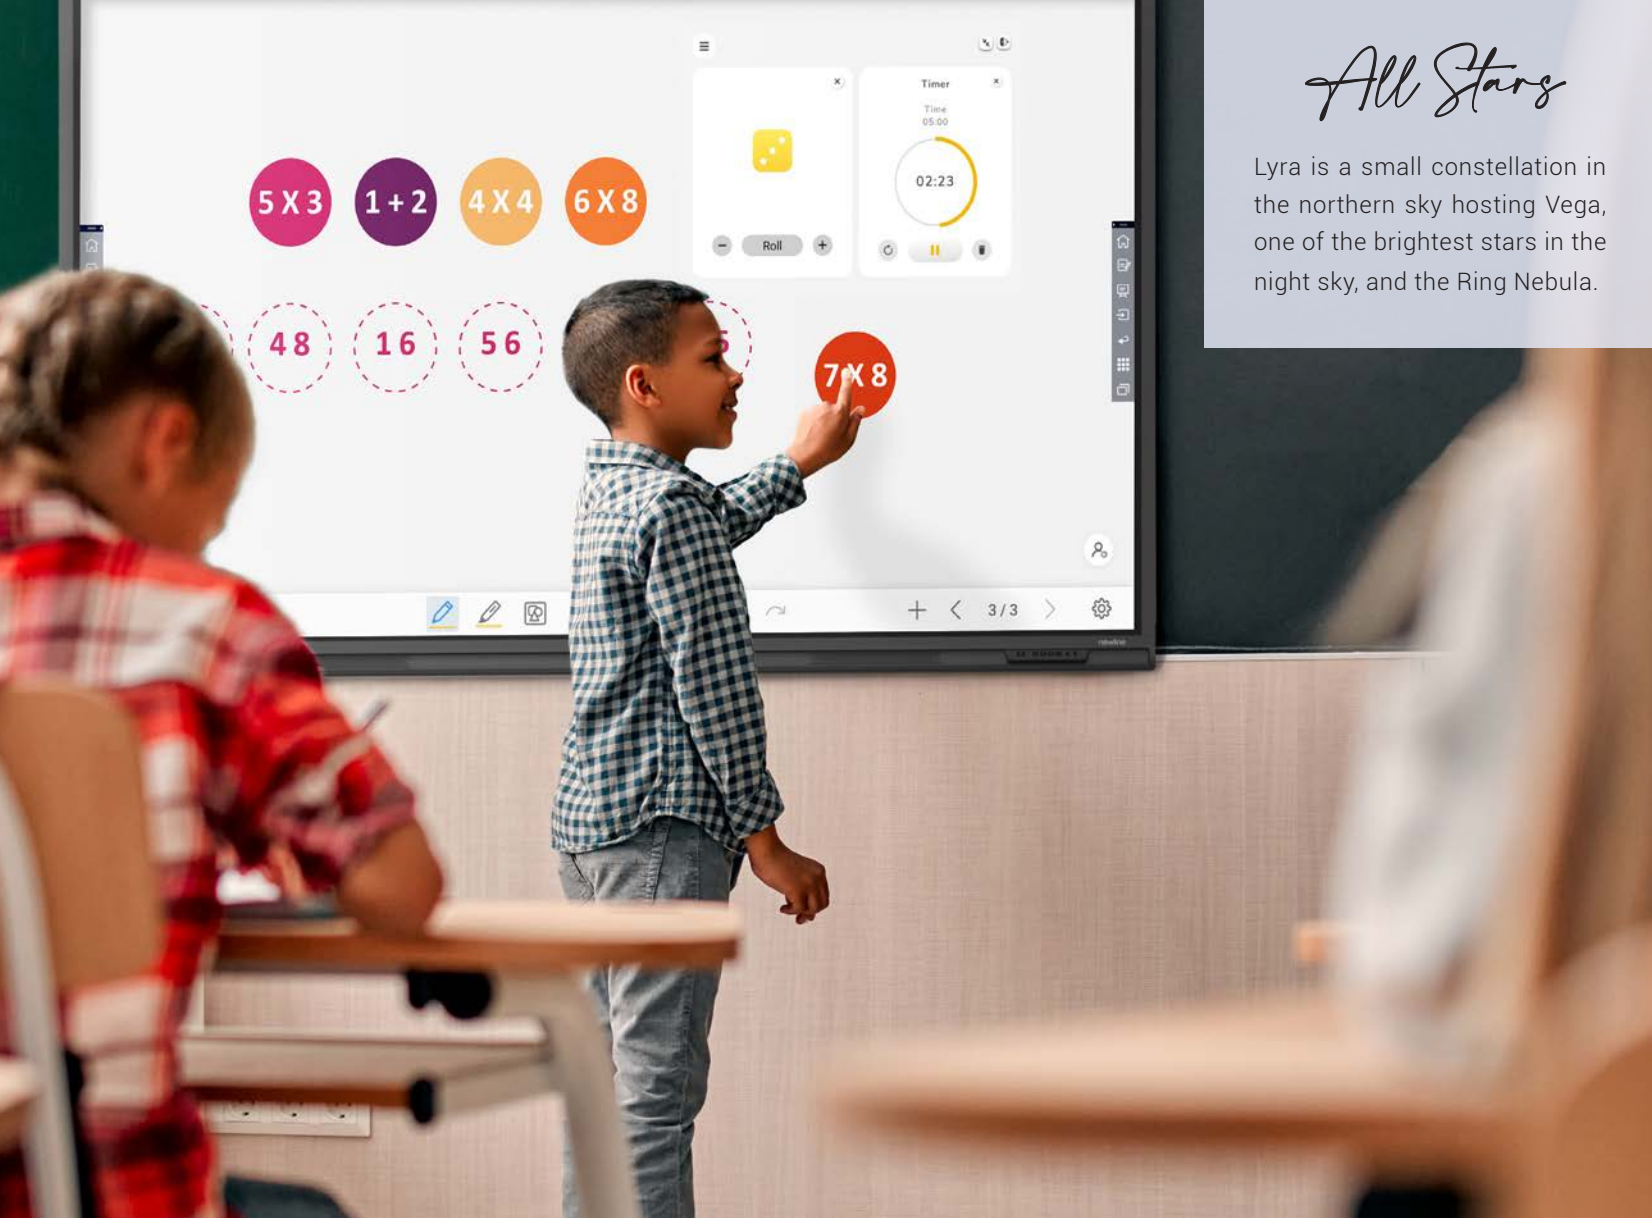 All Stars
Lyra is a small constellation in
the northern sky hosting Vega,
one of the brightest stars in the
night sky, and the Ring Nebula.
Timer
Time
05:00
02:23
Roll
5 X 3
1 + 2
4 X 4
6 X 8
48
16
56
7 X 8
3/3
newline